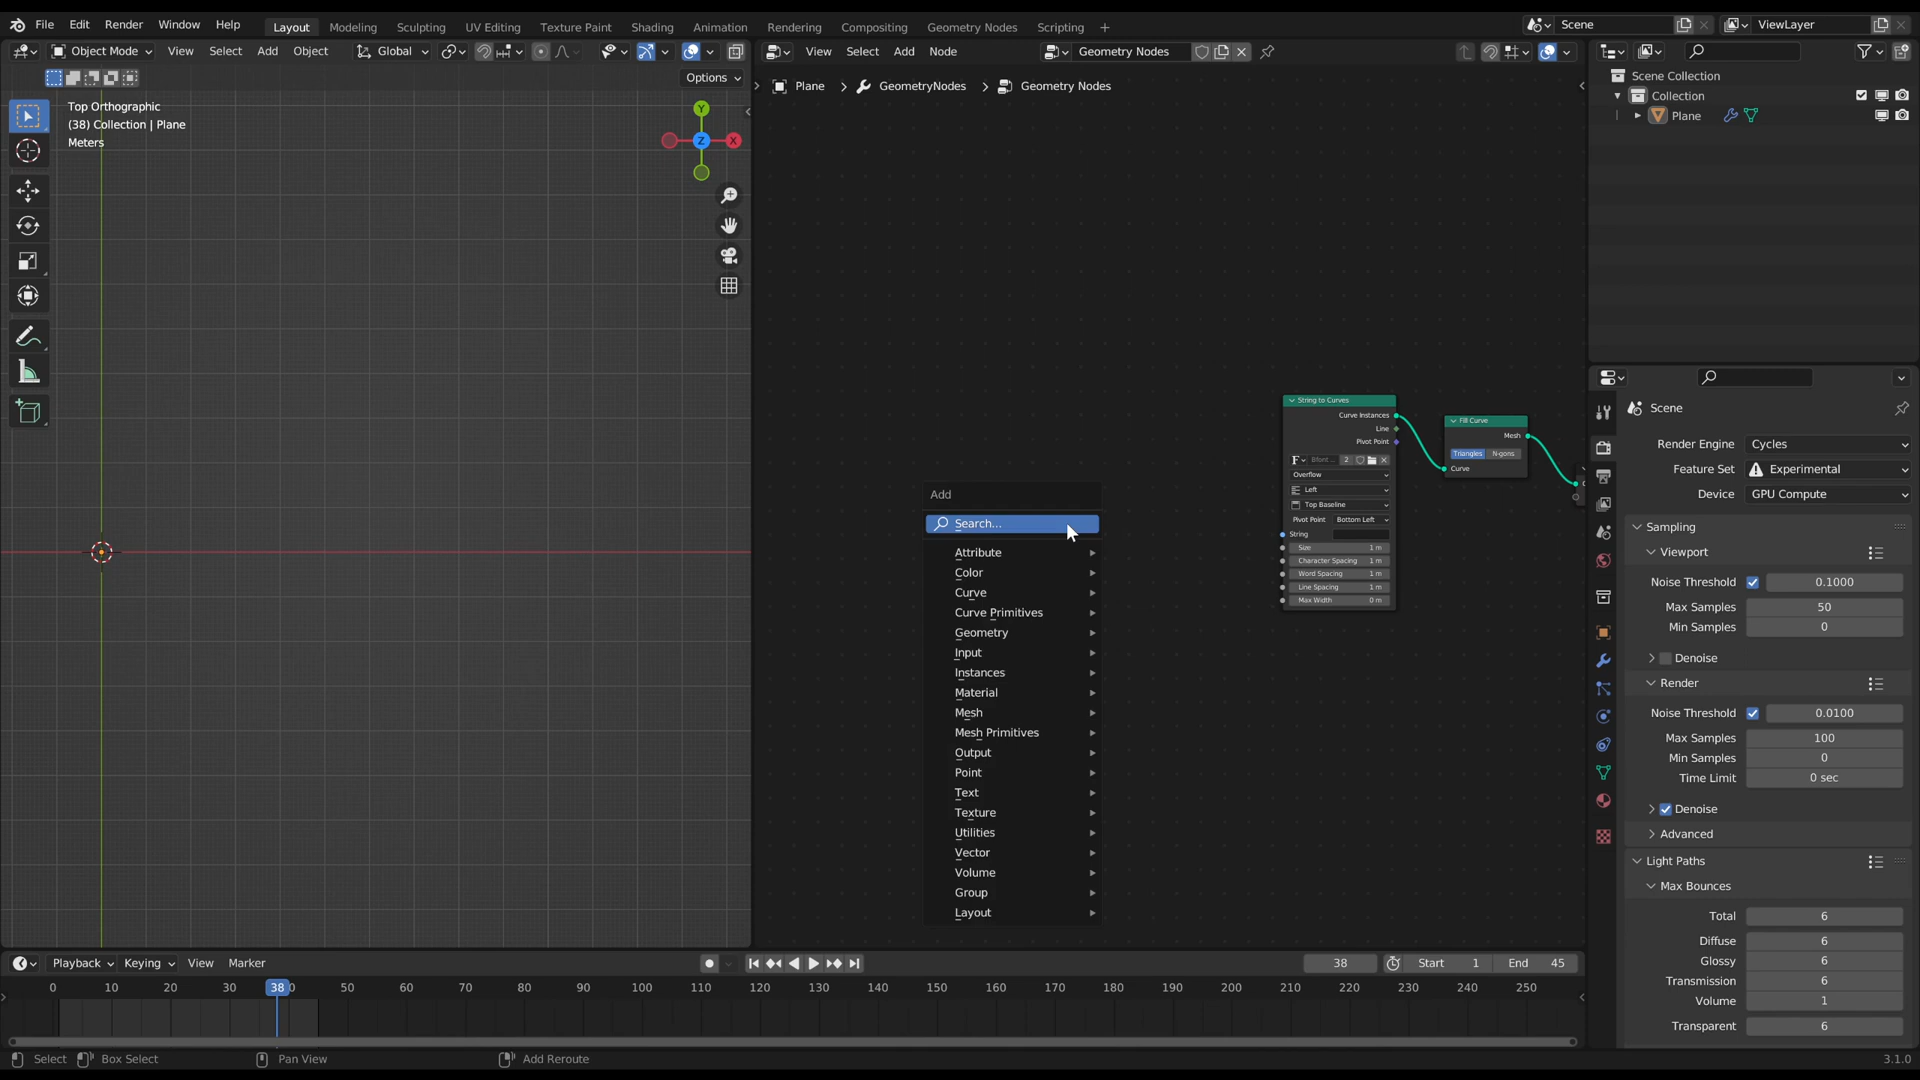 File Edit Render Window Help Layout Modeling Sculpting UV Editing Texture Paint Shading Animation Rendering Compositing Geometry Nodes Scripting + Scene ViewLayer
Object Mode View Select Add Object Global
View Select Add Node Geometry Nodes
Options
Top Orthographic
(38) Collection | Plane
Meters
Y
X
Z
Plane GeometryNodes Geometry Nodes
Scene Collection
Collection
Plane
Add
Search...
Attribute
Color
Curve
Curve Primitives
Geometry
Input
Instances
Material
Mesh
Mesh Primitives
Output
Point
Text
Texture
Utilities
Vector
Volume
Group
Layout
String to Curves
Curve Instances
Line
Pivot Point
F Bfont... 2
Overflow
Left
Top Baseline
Pivot Point Bottom Left
String
Size 1 m
Character Spacing 1 m
Word Spacing 1 m
Line Spacing 1 m
Max Width 0 m
Fill Curve
Mesh
Triangles N-gons
Curve
Scene
Render Engine Cycles
Feature Set Experimental
Device GPU Compute
Sampling
Viewport
Noise Threshold 0.1000
Max Samples 50
Min Samples 0
Denoise
Render
Noise Threshold 0.0100
Max Samples 100
Min Samples 0
Time Limit 0 sec
Denoise
Advanced
Light Paths
Max Bounces
Total 6
Diffuse 6
Glossy 6
Transmission 6
Volume 1
Transparent 6
Playback Keying View Marker 38 Start 1 End 45
0 10 20 30 38 0 50 60 70 80 90 100 110 120 130 140 150 160 170 180 190 200 210 220 230 240 250
Select Box Select Pan View Add Reroute 3.1.0